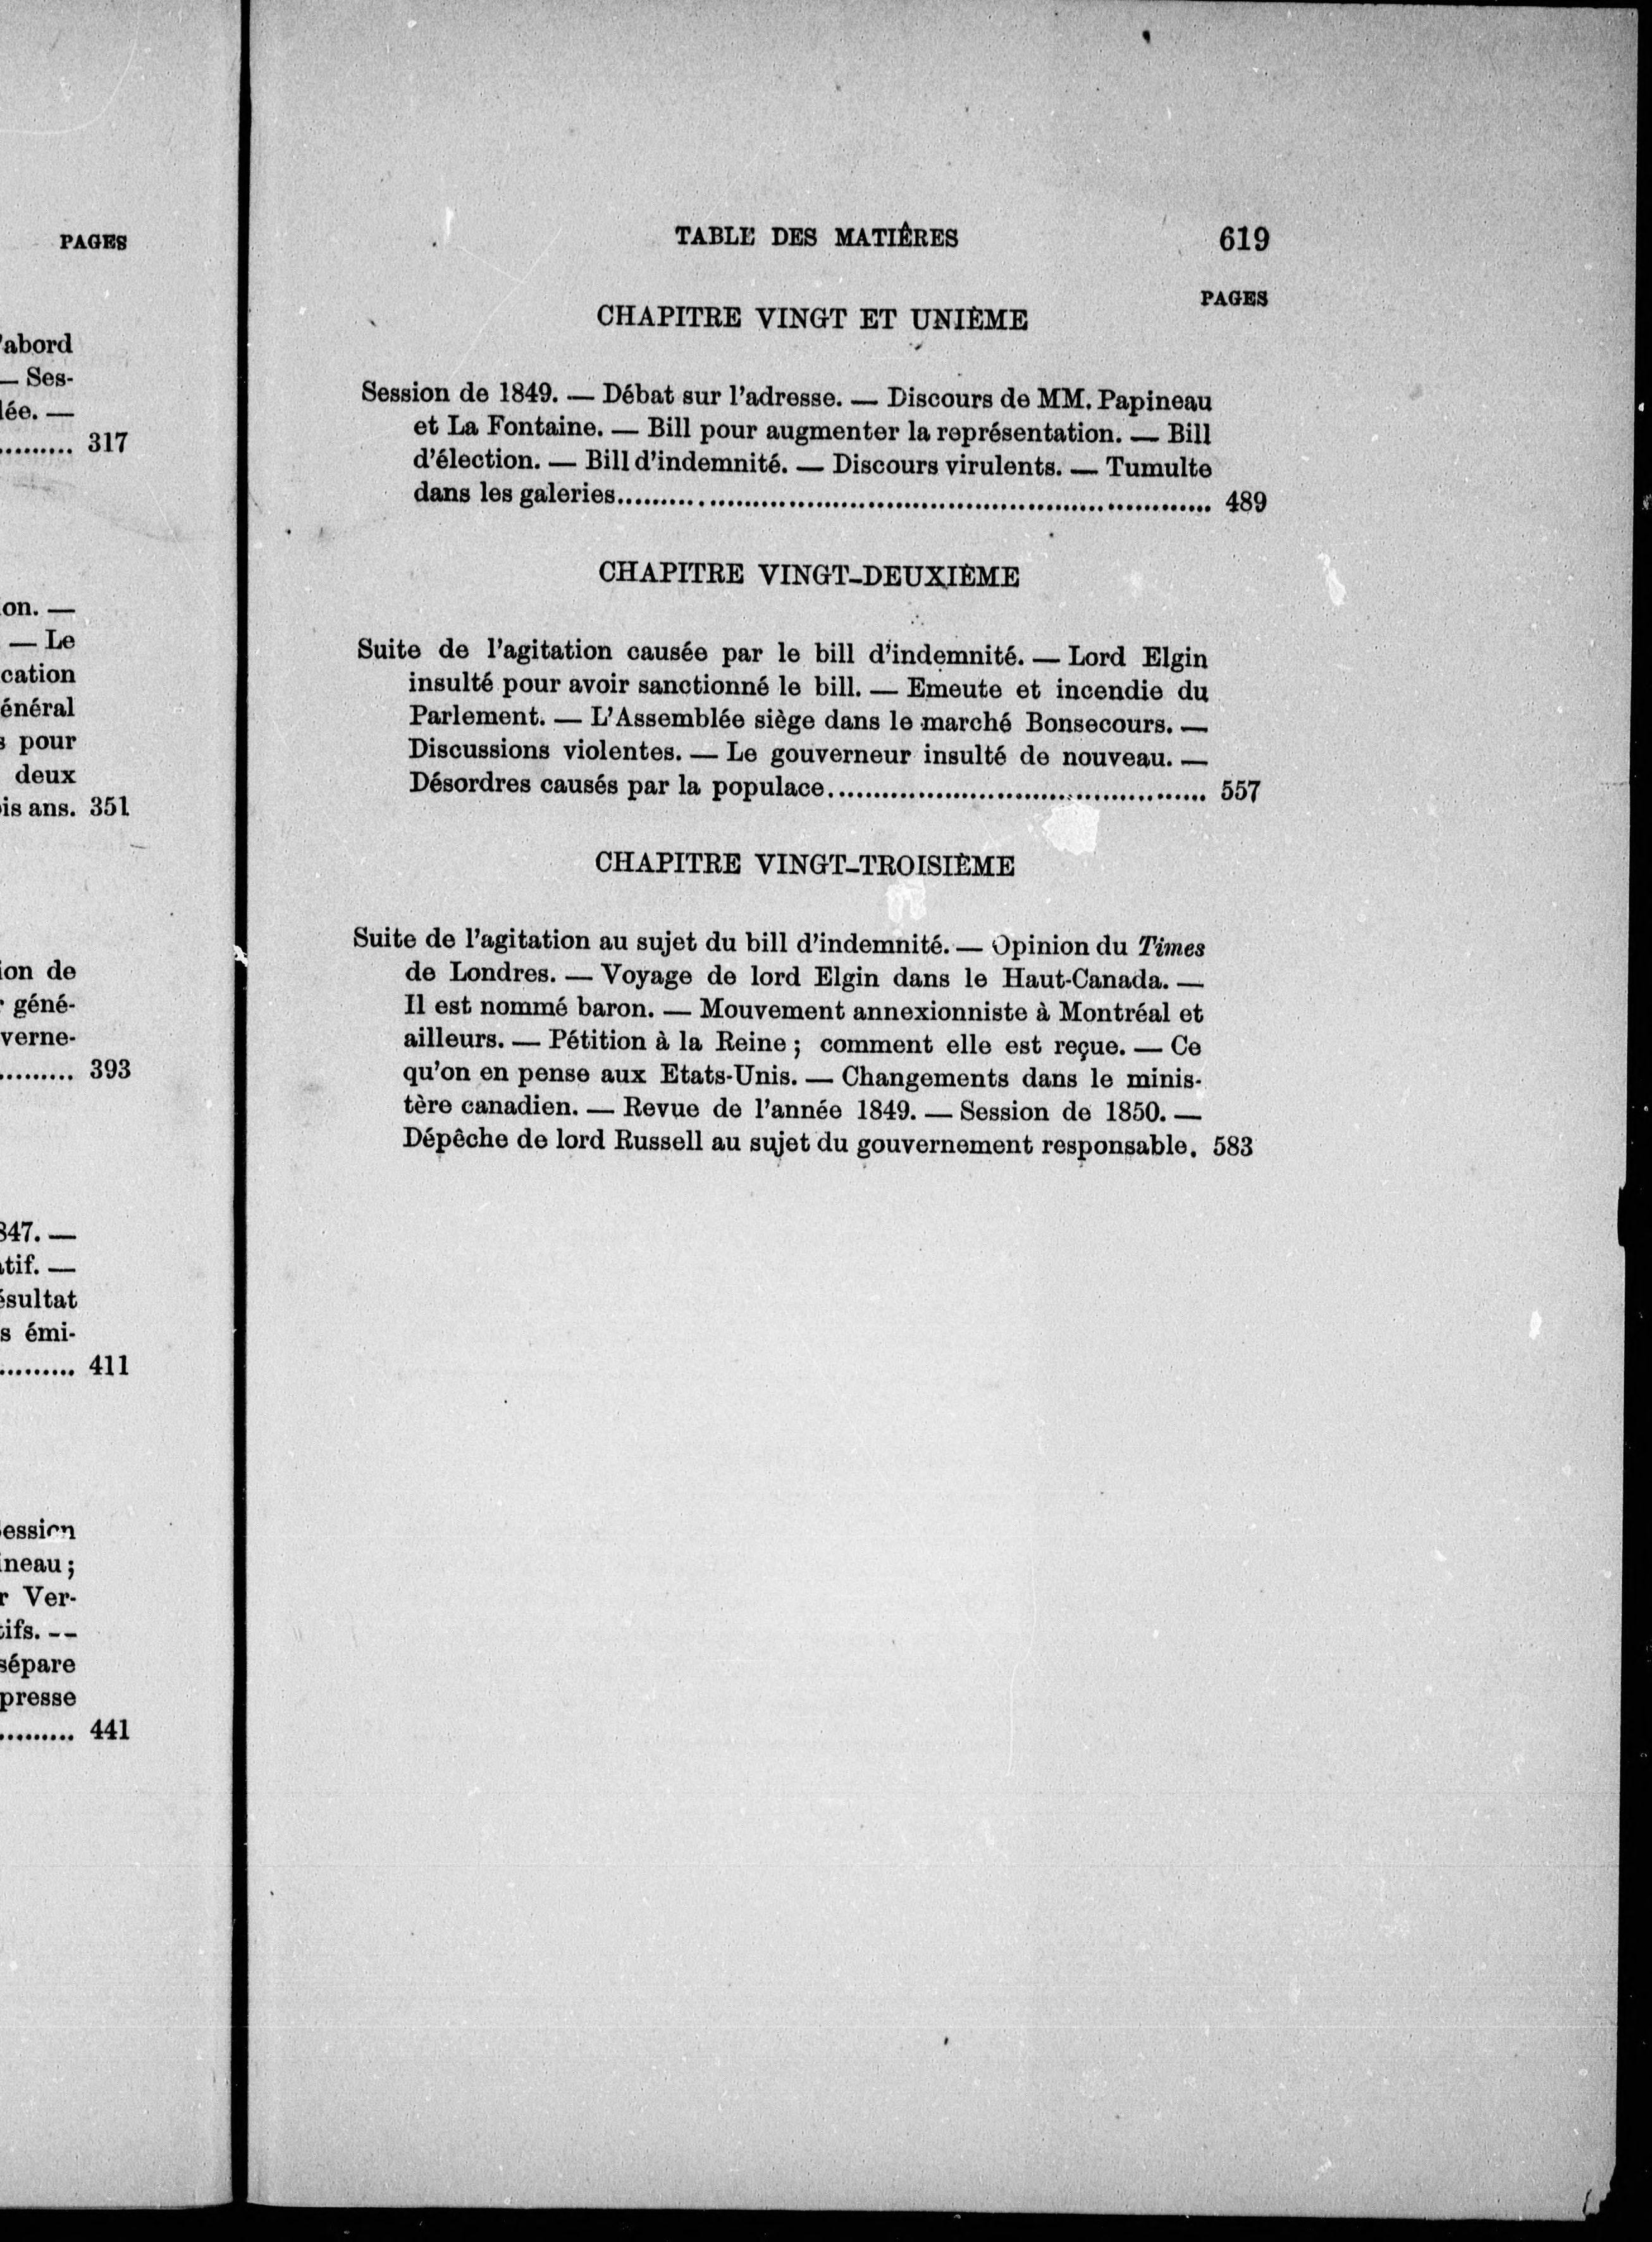 PAGES
'abord
— Ses-
lée. —
......... 317
on. —
— Le
cation
énéral
s pour
deux
is ans. 351
ion de
r géné-
verne-
......... 393
847. —
tif. —
ésultat
s émi-
......... 411
ession
ineau ;
r Ver-
ifs. --
sépare
presse
......... 441
TABLE DES MATIÊRES 619
PAGES
CHAPITRE VINGT ET UNIÈME
Session de 1849. — Débat sur l'adresse. — Discours de MM. Papineau
et La Fontaine. — Bill pour augmenter la représentation. — Bill
d'élection. — Bill d'indemnité. — Discours virulents. — Tumulte
dans les galeries.................................................................. 489
CHAPITRE VINGT-DEUXIÈME
Suite de l'agitation causée par le bill d'indemnité. — Lord Elgin
insulté pour avoir sanctionné le bill. — Emeute et incendie du
Parlement. — L'Assemblée siège dans le marché Bonsecours. —
Discussions violentes. — Le gouverneur insulté de nouveau. —
Désordres causés par la populace.......................................... 557
CHAPITRE VINGT-TROISIÈME
Suite de l'agitation au sujet du bill d'indemnité. — Opinion du Times
de Londres. — Voyage de lord Elgin dans le Haut-Canada. —
Il est nommé baron. — Mouvement annexionniste à Montréal et
ailleurs. — Pétition à la Reine ; comment elle est reçue. — Ce
qu'on en pense aux Etats-Unis. — Changements dans le minis-
tère canadien. — Revue de l'année 1849. — Session de 1850. —
Dépêche de lord Russell au sujet du gouvernement responsable. 583